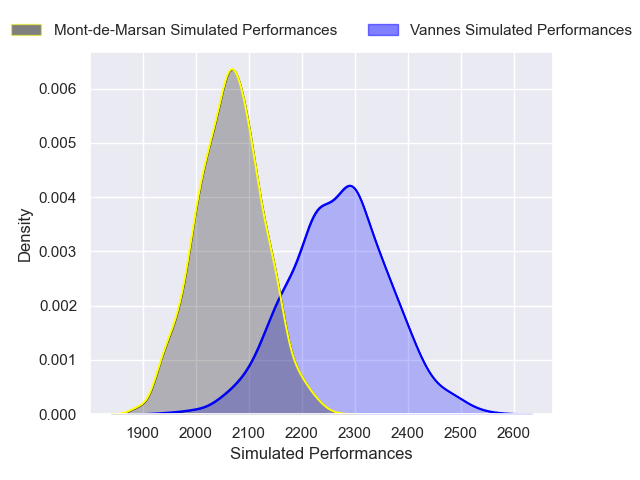 Mont-de-Marsan Simulated Performances
Vannes Simulated Performances
0.006
0.005
0.004
0.003
0.002
0.001
0.000
Density
1900 2000 2100 2200 2300 2400 2500 2600
Simulated Performances